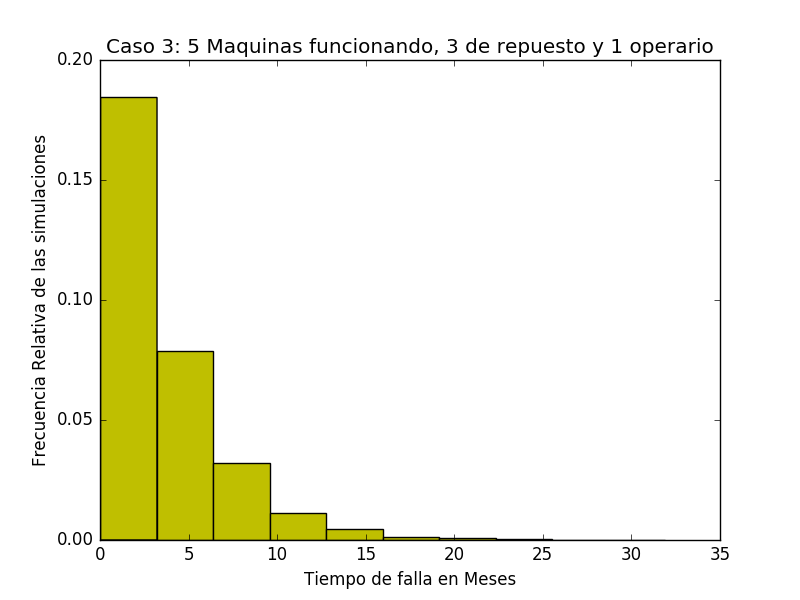 Caso 3: 5 Maquinas funcionando, 3 de repuesto y 1 operario
0.20
0.15
0.10
0.05
0.00
Frecuencia Relativa de las simulaciones
0 5 10 15 20 25 30 35
Tiempo de falla en Meses